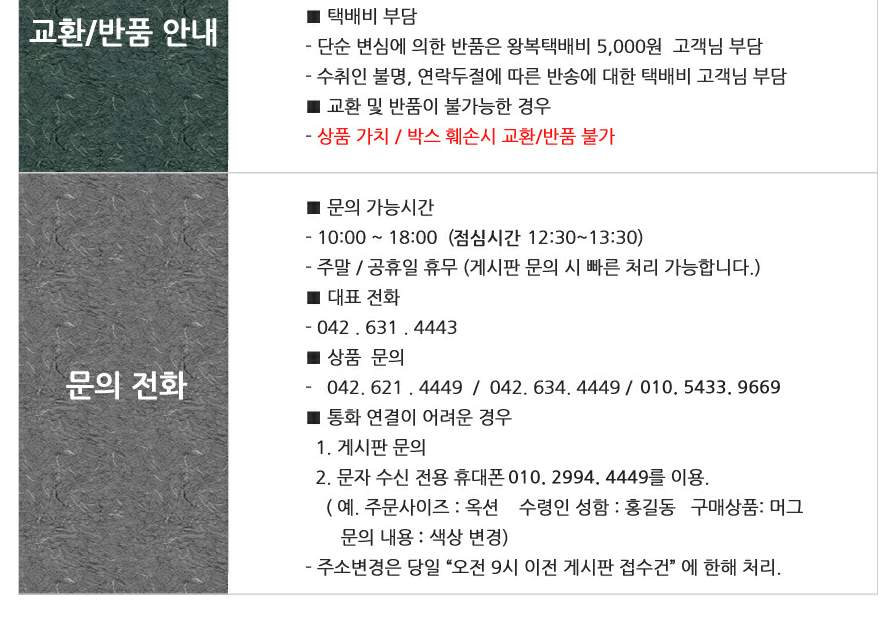 교환/반품 안내
■ 택배비 부담
- 단순 변심에 의한 반품은 왕복택배비 5,000원 고객님 부담
- 수취인 불명, 연락두절에 따른 반송에 대한 택배비 고객님 부담
■ 교환 및 반품이 불가능한 경우
- 상품 가치 / 박스 훼손시 교환/반품 불가
문의 전화
■ 문의 가능시간
- 10:00 ~ 18:00 (점심시간 12:30~13:30)
- 주말 / 공휴일 휴무 (게시판 문의 시 빠른 처리 가능합니다.)
■ 대표 전화
- 042 . 631 . 4443
■ 상품 문의
- 042. 621 . 4449 / 042. 634. 4449 / 010. 5433. 9669
■ 통화 연결이 어려운 경우
1. 게시판 문의
2. 문자 수신 전용 휴대폰 010. 2994. 4449를 이용.
( 예. 주문사이즈 : 옥션 수령인 성함 : 홍길동 구매상품: 머그
문의 내용 : 색상 변경)
- 주소변경은 당일 “오전 9시 이전 게시판 접수건” 에 한해 처리.